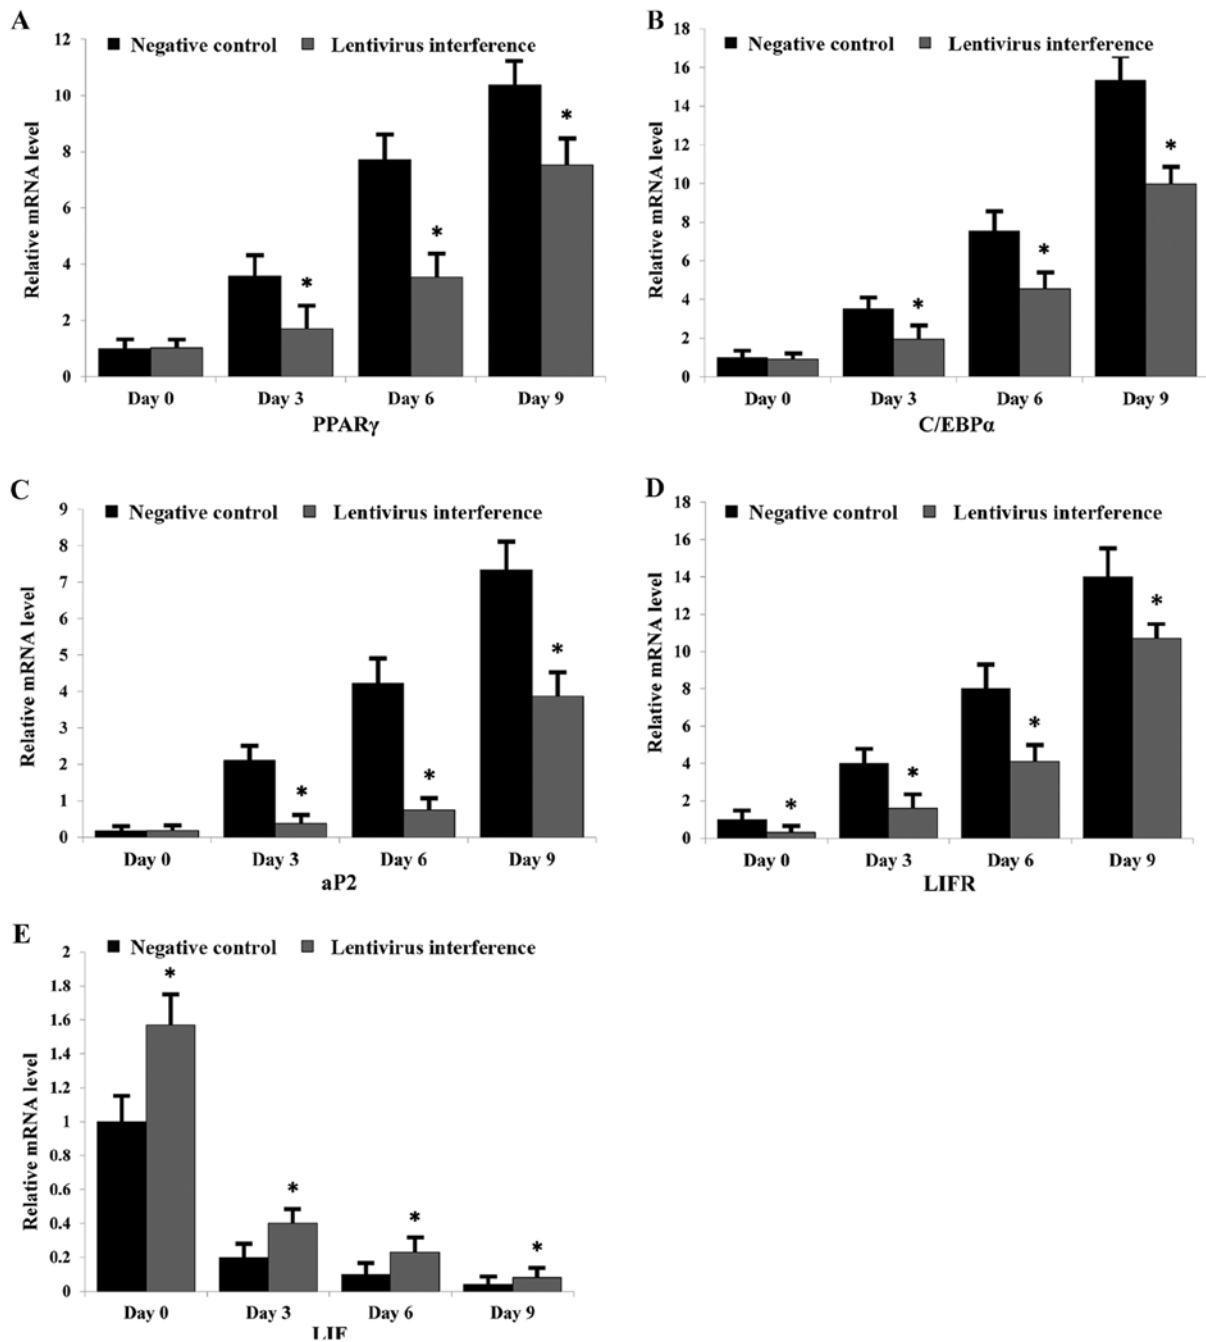 A
Negative control Lentivirus interference
Relative mRNA level
12
10
8
6
4
2
0
*
*
*
Day 0 Day 3 Day 6 Day 9
PPARγ
B
Negative control Lentivirus interference
Relative mRNA level
18
16
14
12
10
8
6
4
2
0
*
*
*
Day 0 Day 3 Day 6 Day 9
C/EBPα
C
Negative control Lentivirus interference
Relative mRNA level
9
8
7
6
5
4
3
2
1
0
*
*
*
Day 0 Day 3 Day 6 Day 9
aP2
D
Negative control Lentivirus interference
Relative mRNA level
18
16
14
12
10
8
6
4
2
0
*
*
*
*
Day 0 Day 3 Day 6 Day 9
LIFR
E
Negative control Lentivirus interference
Relative mRNA level
2
1.8
1.6
1.4
1.2
1
0.8
0.6
0.4
0.2
0
*
*
*
*
Day 0 Day 3 Day 6 Day 9
LIF